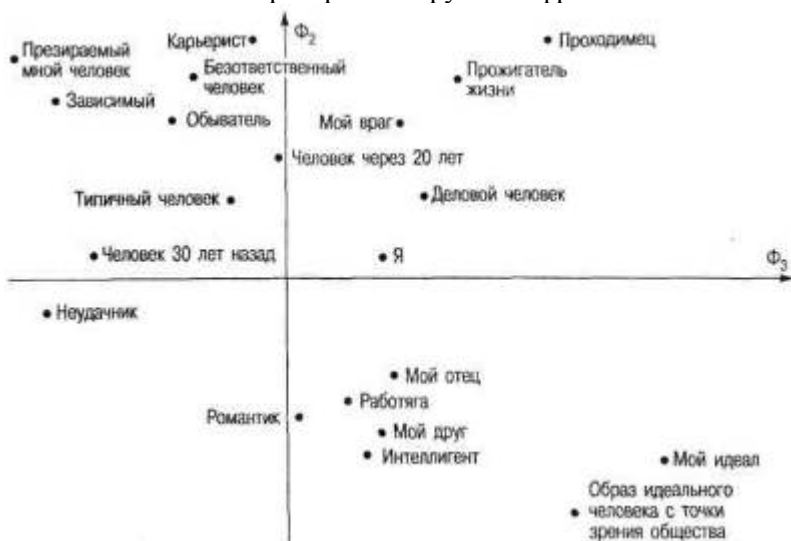 Карьерист
Ф2
Проходимец
Презираемый
мной человек
Безответственный
человек
Прожигатель
жизни
Зависимый
Обыватель
Мой враг
Человек через 20 лет
Типичный человек
Деловой человек
Человек 30 лет назад
Я
Ф3
Неудачник
Мой отец
Работяга
Романтик
Мой друг
Интеллигент
Мой идеал
Образ идеального
человека с точки
зрения общества